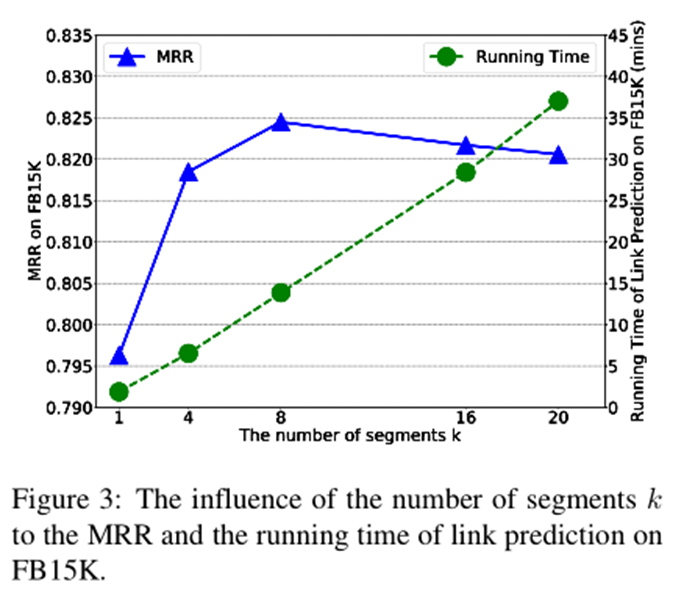 MRR
Running Time
MRR on FB15K
0.835
0.830
0.825
0.820
0.815
0.810
0.805
0.800
0.795
0.790
45
40
35
30
25
20
15
10
5
0
Running Time of Link Prediction on FB15K (mins)
1 4 8 16 20
The number of segments k
Figure 3: The influence of the number of segments k
to the MRR and the running time of link prediction on
FB15K.